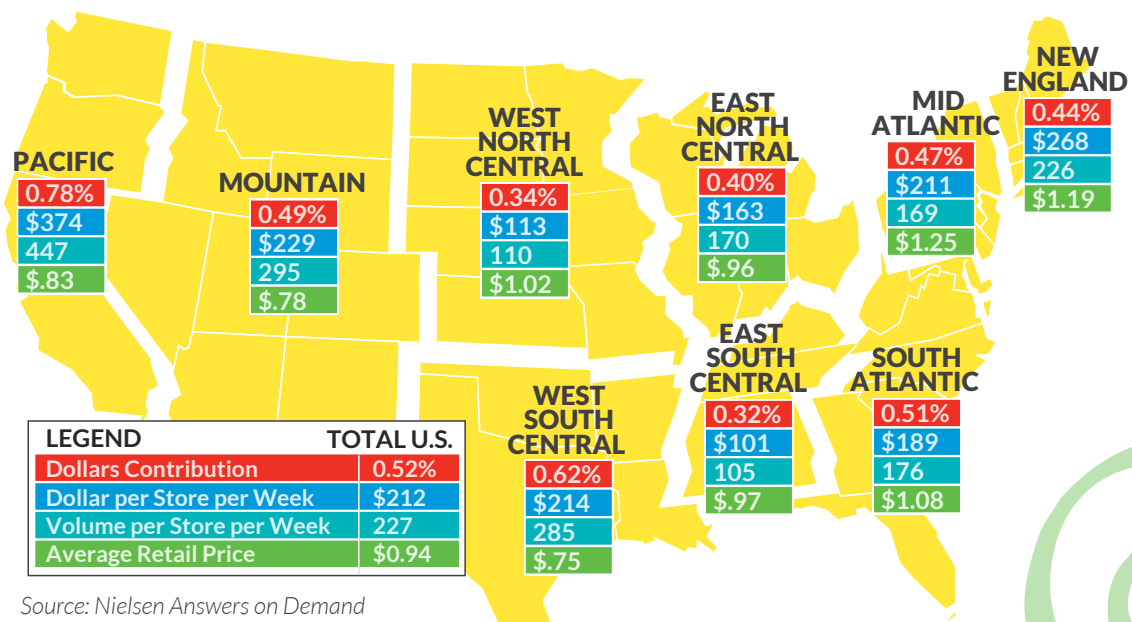 PACIFIC
0.78%
$374
447
$.83
MOUNTAIN
0.49%
$229
295
$.78
WEST
NORTH
CENTRAL
0.34%
$113
110
$1.02
EAST
NORTH
CENTRAL
0.40%
$163
170
$.96
MID
ATLANTIC
0.47%
$211
169
$1.25
NEW
ENGLAND
0.44%
$268
226
$1.19
WEST
SOUTH
CENTRAL
0.62%
$214
285
$.75
EAST
SOUTH
CENTRAL
0.32%
$101
105
$.97
SOUTH
ATLANTIC
0.51%
$189
176
$1.08
LEGEND TOTAL U.S.
Dollars Contribution 0.52%
Dollar per Store per Week $212
Volume per Store per Week 227
Average Retail Price $0.94
Source: Nielsen Answers on Demand